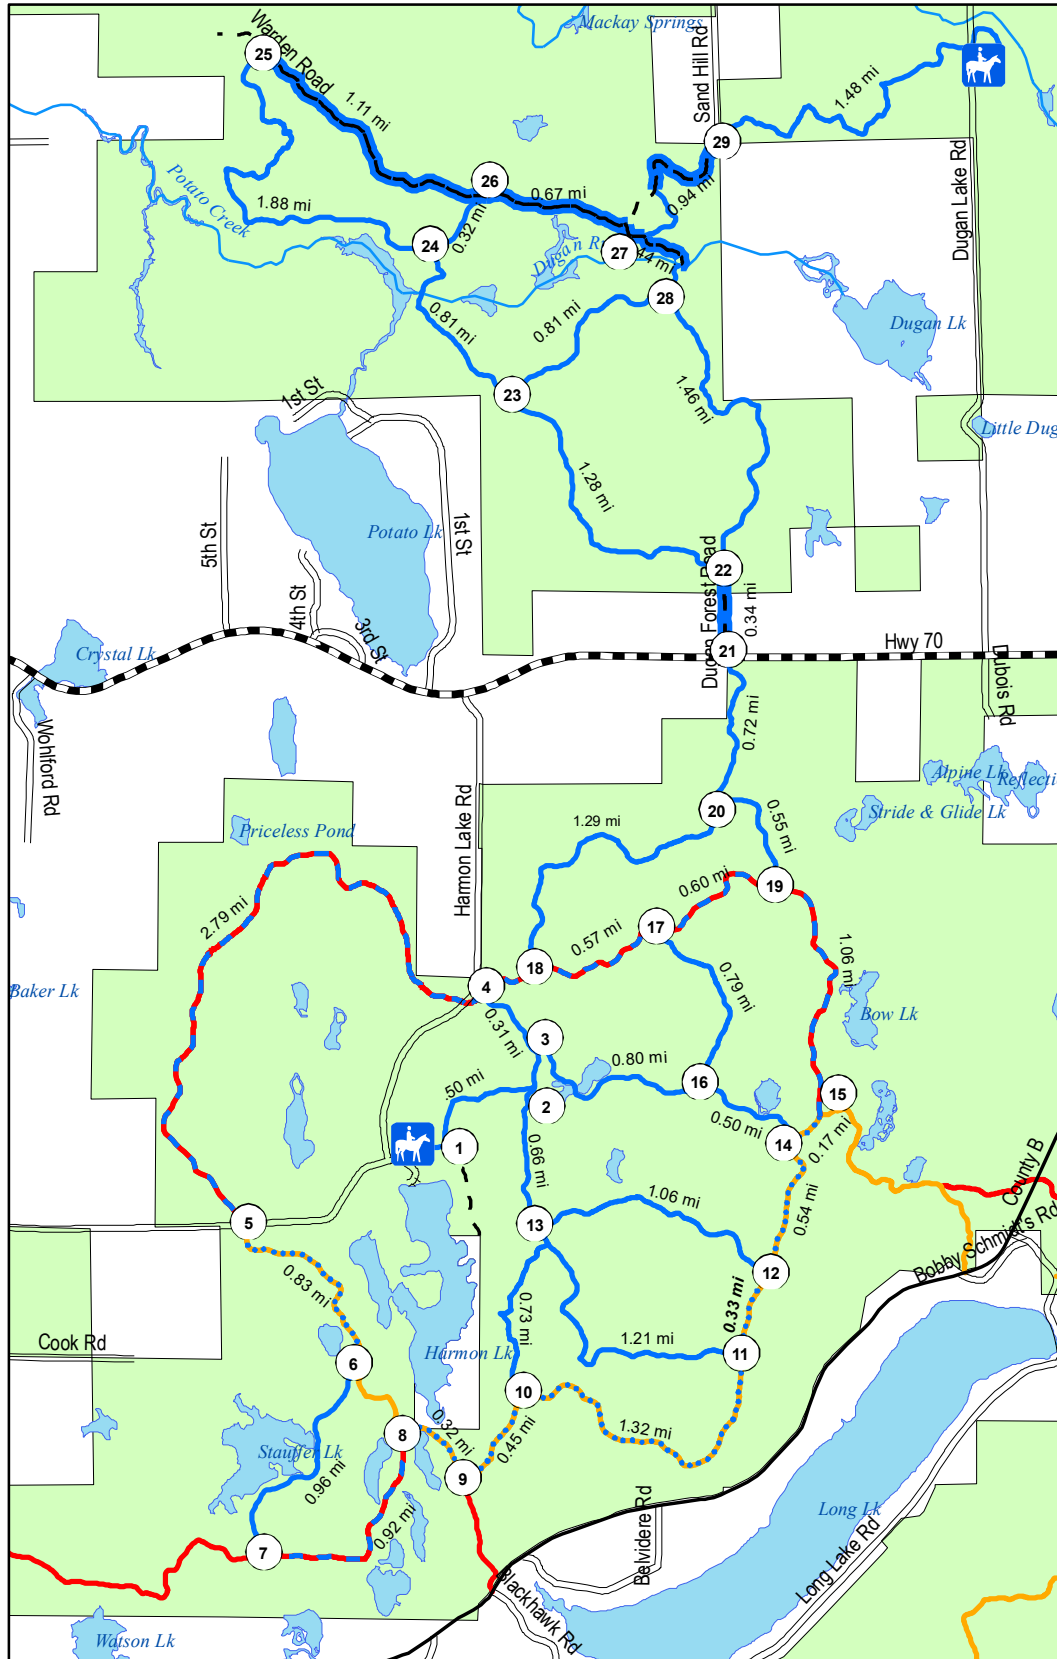 Mackay Springs
Warden Road
Sand Hill Rd
25
1.11 mi
1.48 mi
29
Dugan Lake Rd
Potato Creek
26
0.67 mi
0.94 mi
1.88 mi
0.32 mi
24
27
44 mi
28
0.81 mi
0.81 mi
Dugan Lk
23
1st St
1.46 mi
Little Dug
1.28 mi
Potato Lk
1st St
5th St
4th St
3rd St
22
0.34 mi
21
Hwy 70
Crystal Lk
Wohlford Rd
Dubois Rd
0.72 mi
Alpine Lk
Reflecti
Stride & Glide Lk
20
0.55 mi
1.29 mi
Harmon Lake Rd
Priceless Pond
2.79 mi
0.60 mi
19
17
0.57 mi
18
1.06 mi
0.79 mi
4
Baker Lk
Bow Lk
0.31 mi
3
0.80 mi
16
15
.50 mi
2
0.50 mi
0.17 mi
14
1
0.66 mi
County B
1.06 mi
0.54 mi
5
13
Bobby Schmidt's Rd
12
0.83 mi
0.73 mi
0.33 mi
Cook Rd
1.21 mi
11
6
Harmon Lk
10
1.32 mi
8
0.32 mi
0.45 mi
Stauffer Lk
9
0.96 mi
0.92 mi
Long Lk
7
Belvidere Rd
Long Lake Rd
Blackhawk Rd
Watson Lk